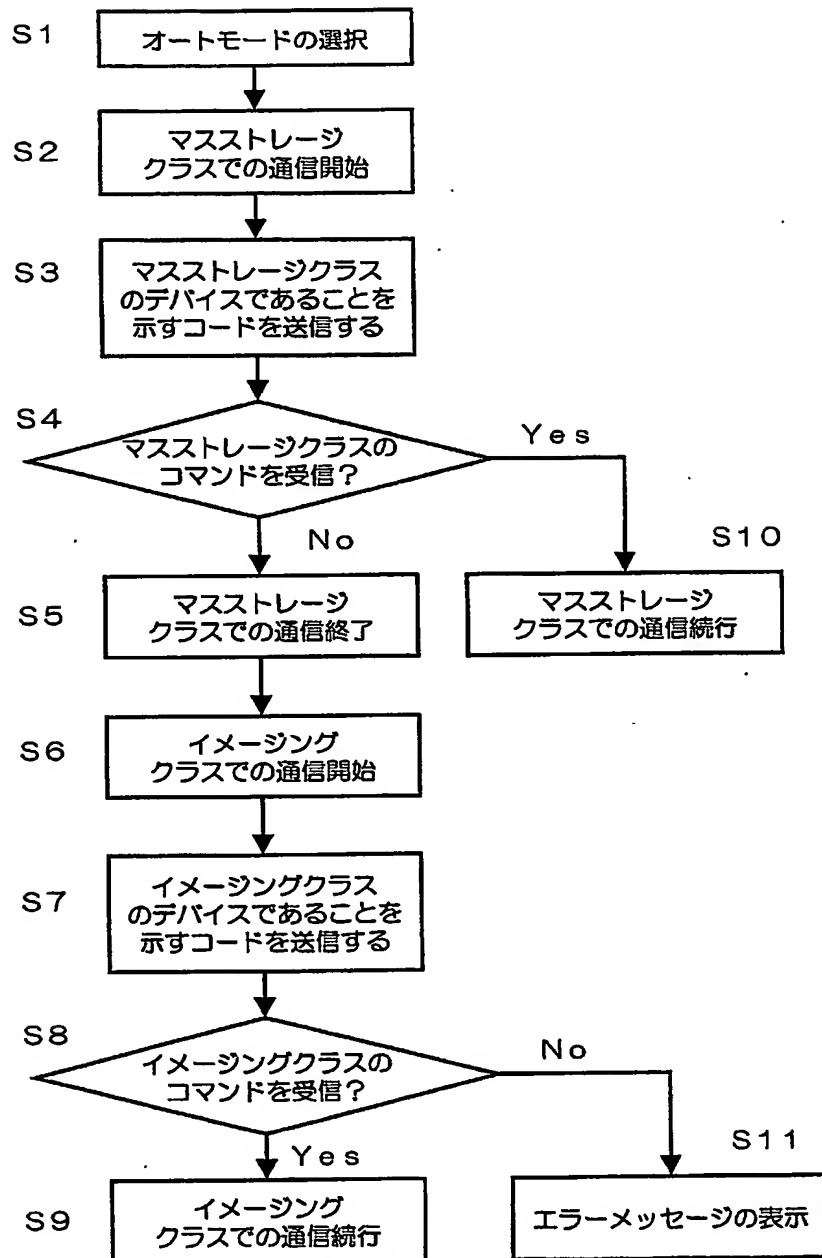 S1
オートモードの選択
S2
マスストレージ
クラスでの通信開始
S3
マスストレージクラス
のデバイスであることを
示すコードを送信する
S4
マスストレージクラスの
コマンドを受信？
Yes
No
S10
S5
マスストレージ
クラスでの通信終了
マスストレージ
クラスでの通信続行
S6
イメージング
クラスでの通信開始
S7
イメージングクラス
のデバイスであることを
示すコードを送信する
S8
イメージングクラスの
コマンドを受信？
No
Yes
S11
S9
イメージング
クラスでの通信続行
エラーメッセージの表示